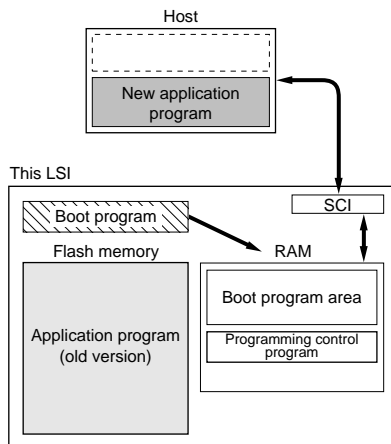 Host
New application
program
This LSI
SCI
Boot program
Flash memory
RAM
Boot program area
Application program
(old version)
Programming control
program